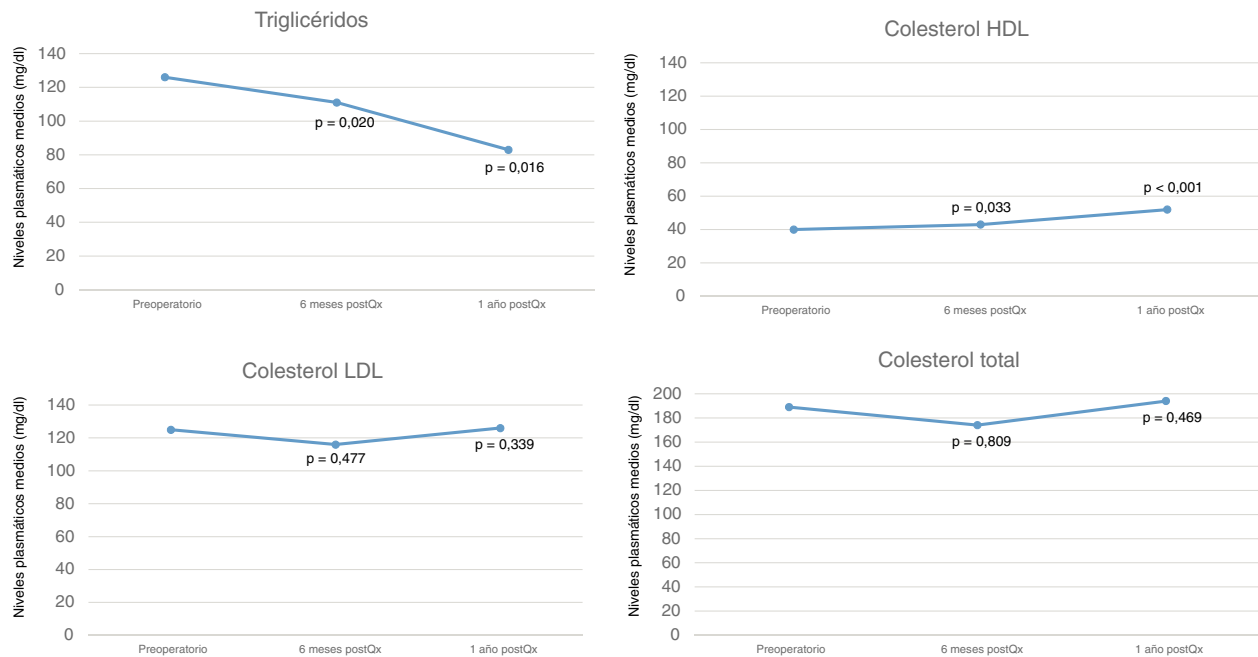 Triglicéridos
Niveles plasmáticos medios (mg/dl)
140
120
100
80
60
40
20
0
p = 0,020
p = 0,016
Preoperatorio
6 meses postQx
1 año postQx
Colesterol HDL
Niveles plasmáticos medios (mg/dl)
140
120
100
80
60
40
20
0
p = 0,033
p < 0,001
Preoperatorio
6 meses postQx
1 año postQx
Colesterol LDL
Niveles plasmáticos medios (mg/dl)
140
120
100
80
60
40
20
0
p = 0,477
p = 0,339
Preoperatorio
6 meses postQx
1 año postQx
Colesterol total
Niveles plasmáticos medios (mg/dl)
200
180
160
140
120
100
80
60
40
20
0
p = 0,809
p = 0,469
Preoperatorio
6 meses postQx
1 año postQx